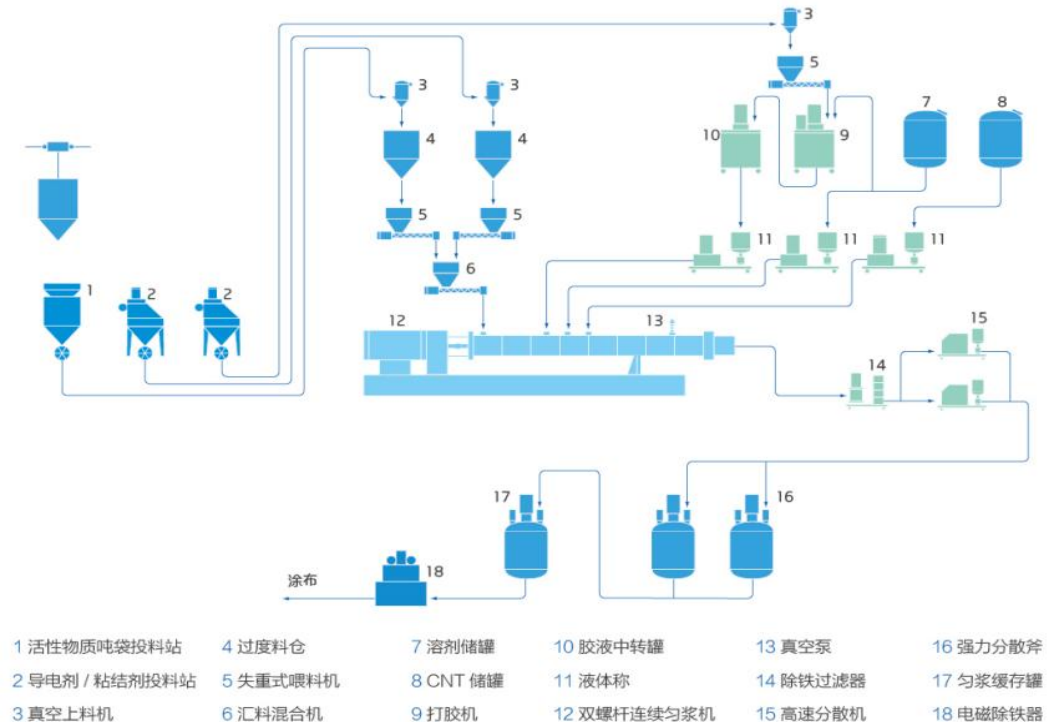 3
3
3
5
7
8
4
4
10
9
5
5
11
11
11
6
1
2
2
12
13
15
14
17
16
18
涂布
1 活性物质吨袋投料站
4 过度料仓
7 溶剂储罐
10 胶液中转罐
13 真空泵
16 强力分散斧
2 导电剂 / 粘结剂投料站
5 失重式喂料机
8 CNT 储罐
11 液体称
14 除铁过滤器
17 匀浆缓存罐
3 真空上料机
6 汇料混合机
9 打胶机
12 双螺杆连续匀浆机
15 高速分散机
18 电磁除铁器